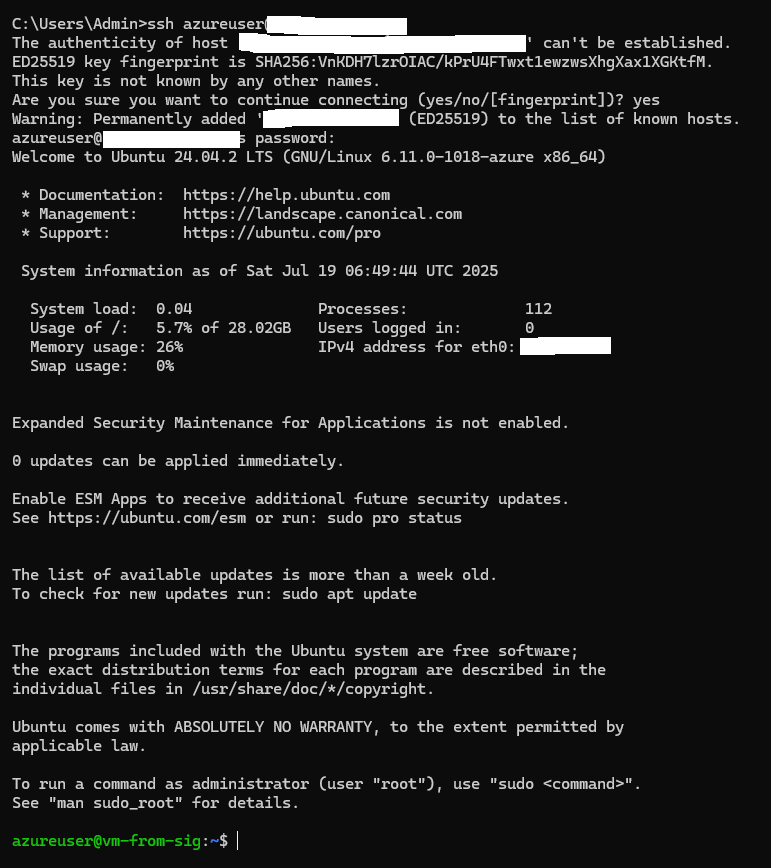 C:\Users\Admin>ssh azureuser@
The authenticity of host ' can't be established.
ED25519 key fingerprint is SHA256:VnKDH7lzrOIAC/kPrU4FTwxt1ewzwsXhgXax1XGKtfM.
This key is not known by any other names.
Are you sure you want to continue connecting (yes/no/[fingerprint])? yes
Warning: Permanently added ' (ED25519) to the list of known hosts.
azureuser@s password:
Welcome to Ubuntu 24.04.2 LTS (GNU/Linux 6.11.0-1018-azure x86_64)
* Documentation: https://help.ubuntu.com
* Management: https://landscape.canonical.com
* Support: https://ubuntu.com/pro
System information as of Sat Jul 19 06:49:44 UTC 2025
System load: 0.04 Processes: 112
Usage of /: 5.7% of 28.02GB Users logged in: 0
Memory usage: 26% IPv4 address for eth0:
Swap usage: 0%
Expanded Security Maintenance for Applications is not enabled.
0 updates can be applied immediately.
Enable ESM Apps to receive additional future security updates.
See https://ubuntu.com/esm or run: sudo pro status
The list of available updates is more than a week old.
To check for new updates run: sudo apt update
The programs included with the Ubuntu system are free software;
the exact distribution terms for each program are described in the
individual files in /usr/share/doc/*/copyright.
Ubuntu comes with ABSOLUTELY NO WARRANTY, to the extent permitted by
applicable law.
To run a command as administrator (user "root"), use "sudo <command>".
See "man sudo_root" for details.
azureuser@vm-from-sig:~$